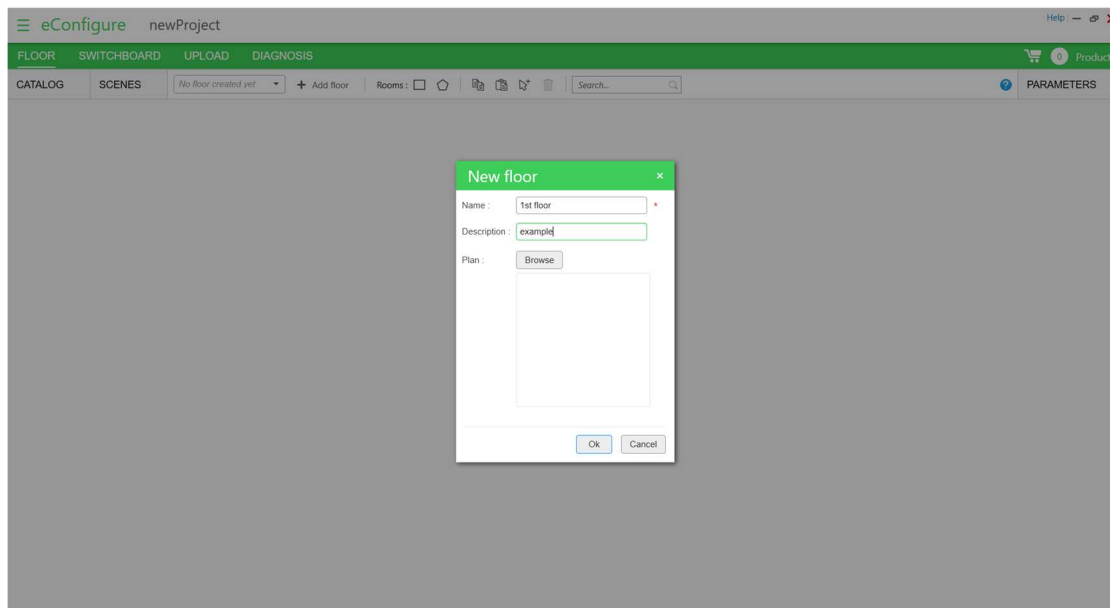 ☰ eConfigure newProject Help
FLOOR SWITCHBOARD UPLOAD DIAGNOSIS 0 Product
CATALOG SCENES No floor created yet + Add floor Rooms : Search... ? PARAMETERS
New floor ×
Name : 1st floor *
Description : example
Plan : Browse
Ok Cancel